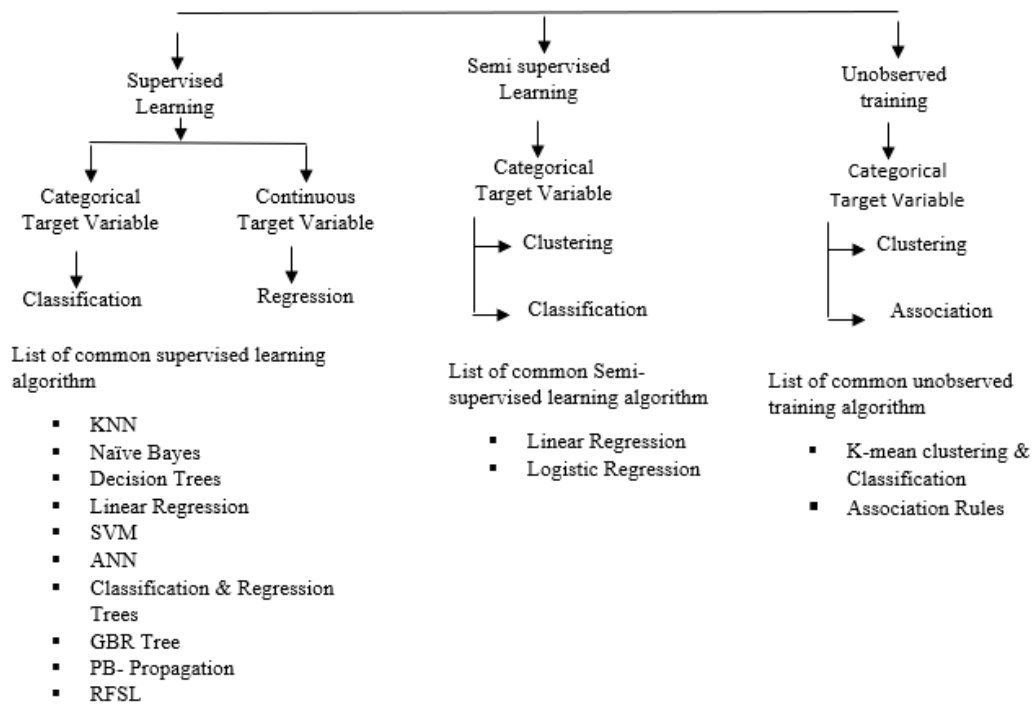 Supervised
Learning
Categorical
Target Variable
Continuous
Target Variable
Classification
Regression
List of common supervised learning
algorithm
▪ KNN
▪ Naïve Bayes
▪ Decision Trees
▪ Linear Regression
▪ SVM
▪ ANN
▪ Classification & Regression
Trees
▪ GBR Tree
▪ PB- Propagation
▪ RFSL
Semi supervised
Learning
Categorical
Target Variable
Clustering
Classification
List of common Semi-
supervised learning algorithm
▪ Linear Regression
▪ Logistic Regression
Unobserved
training
Categorical
Target Variable
Clustering
Association
List of common unobserved
training algorithm
▪ K-mean clustering &
Classification
▪ Association Rules